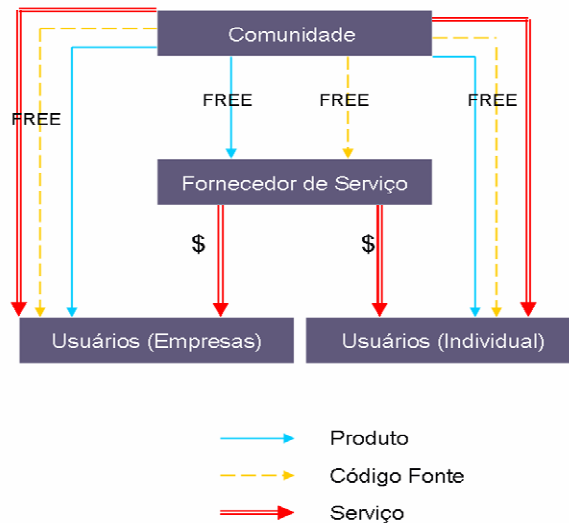 Comunidade
FREE
FREE
FREE
FREE
Fornecedor de Serviço
$
$
Usuários (Empresas)
Usuários (Individual)
Produto
Código Fonte
Serviço